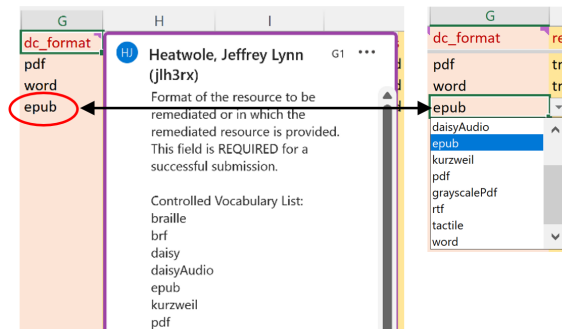 G H I
dc_format
pdf
word
epub
HJ
Heatwole, Jeffrey Lynn
(jlh3rx)
G1
Format of the resource to be
remediated or in which the
remediated resource is provided.
This field is REQUIRED for a
successful submission.
Controlled Vocabulary List:
braille
brf
daisy
daisyAudio
epub
kurzweil
pdf
G
dc_format
pdf
word
epub
daisyAudio
epub
kurzweil
pdf
grayscalePdf
rtf
tactile
word